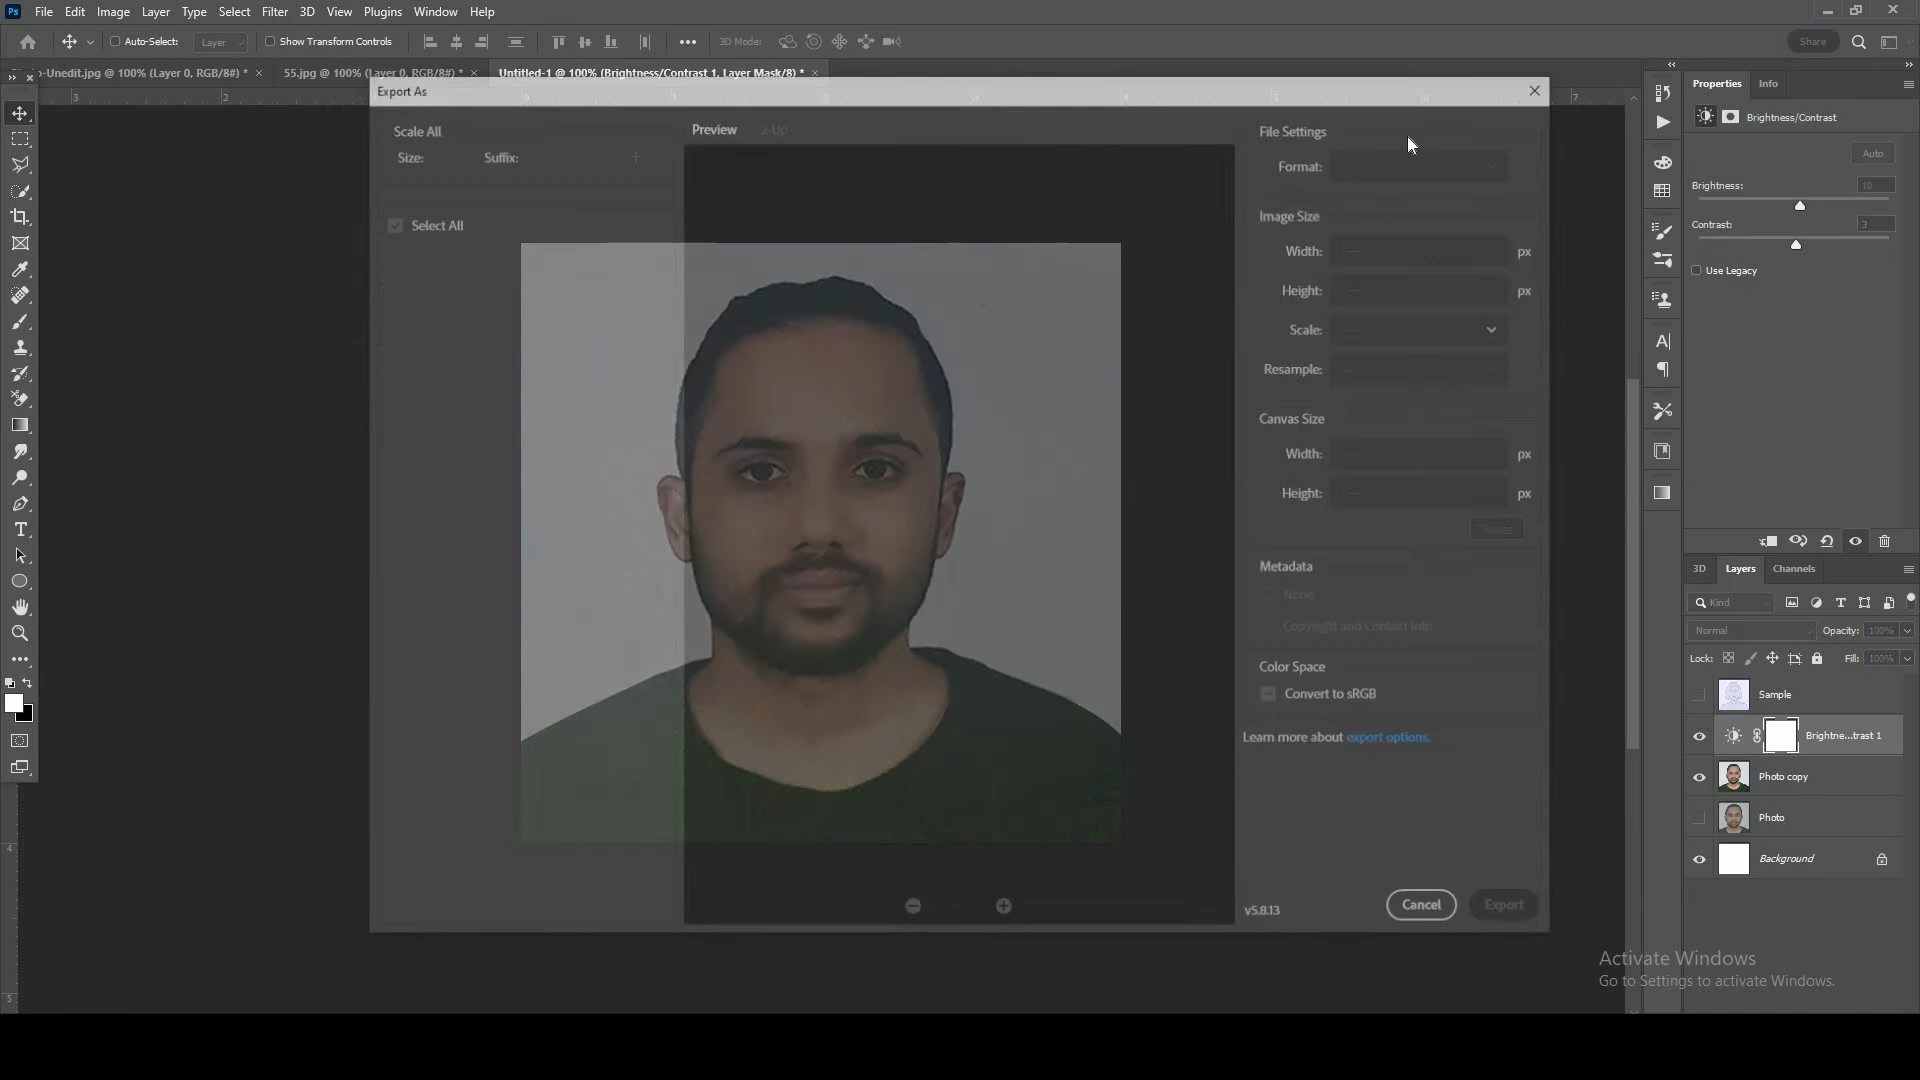 Ps File Edit Image Layer Type Select Filter 3D View Plugins Window Help
Auto-Select: Layer Show Transform Controls 3D Mode: Share
-Unedit.jpg @ 100% (Layer 0, RGB/8#) * 55.jpg @ 100% (Layer 0, RGB/8#) * Untitled-1 @ 100% (Brightness/Contrast 1, Layer Mask/8) *
Export As
Scale All
Size: Suffix:
Select All
Preview 2-Up
File Settings
Format:
Image Size
Width: px
Height: px
Scale:
Resample:
Canvas Size
Width: px
Height: px
Reset
Metadata
None
Copyright and Contact Info
Color Space
Convert to sRGB
Learn more about export options.
v5.8.13 Cancel Export
Properties Info
Brightness/Contrast
Auto
Brightness: 10
Contrast: 3
Use Legacy
3D Layers Channels
Kind
Normal Opacity: 100%
Lock: Fill: 100%
Sample
Brightne...trast 1
Photo copy
Photo
Background
Activate Windows
Go to Settings to activate Windows.